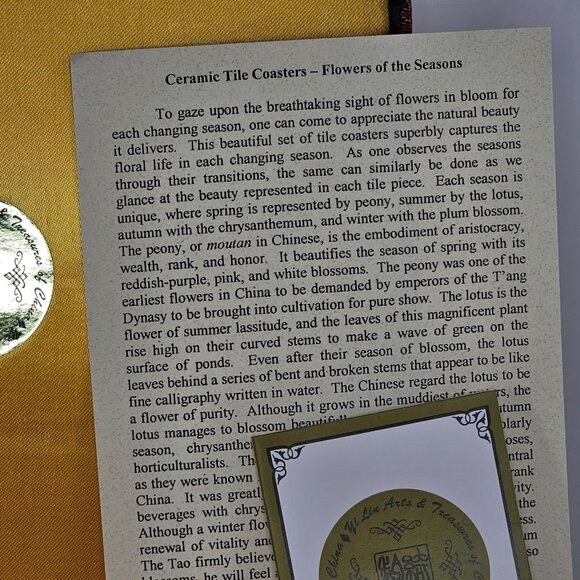 Ceramic Tile Coasters – Flowers of the Seasons
To gaze upon the breathtaking sight of flowers in bloom for
each changing season, one can come to appreciate the natural beauty
it delivers. This beautiful set of tile coasters superbly captures the
floral life in each changing season. As one observes the seasons
through their transitions, the same can similarly be done as we
glance at the beauty represented in each tile piece. Each season is
unique, where spring is represented by peony, summer by the lotus,
autumn with the chrysanthemum, and winter with the plum blossom.
The peony, or moutan in Chinese, is the embodiment of aristocracy,
wealth, rank, and honor. It beautifies the season of spring with its
reddish-purple, pink, and white blossoms. The peony was one of the
earliest flowers in China to be demanded by emperors of the T'ang
Dynasy to be brought into cultivation for pure show. The lotus is the
flower of summer lassitude, and the leaves of this magnificent plant
rise high on their curved stems to make a wave of green on the
surface of ponds. Even after their season of blossom, the lotus
leaves behind a series of bent and broken stems that appear to be like
fine calligraphy written in water. The Chinese regard the lotus to be
a flower of purity. Although it grows in the muddiest of the
lotus manages to blossom
season,
horticulturalists.
as they were known
China. It was
beverages with
Although a winter
renewal of vitality and
The Tao firmly
he will feel
rank
the
so
& Treasures of
China Yi Lin Arts & Treasures of